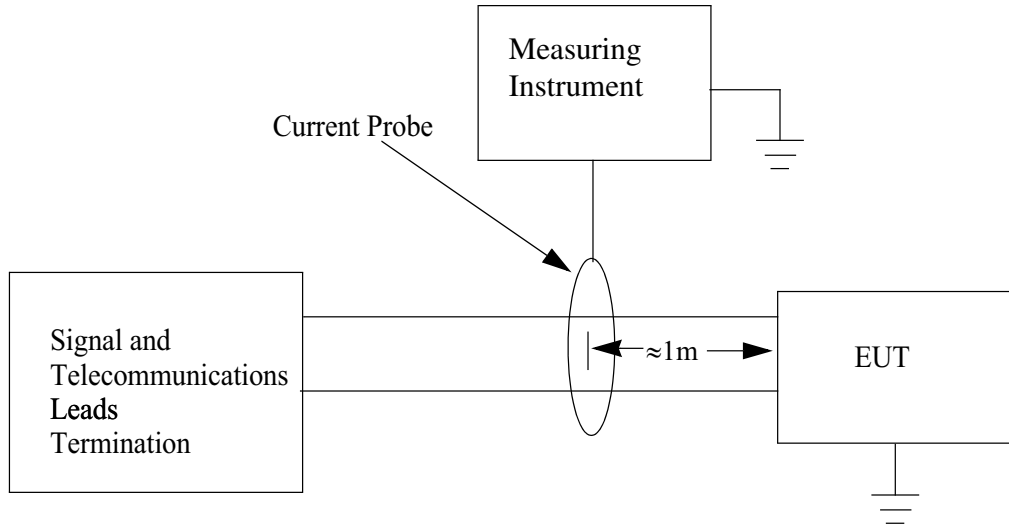 Measuring
Instrument
Current Probe
Signal and
Telecommunications
Leads
Termination
≈1m
EUT